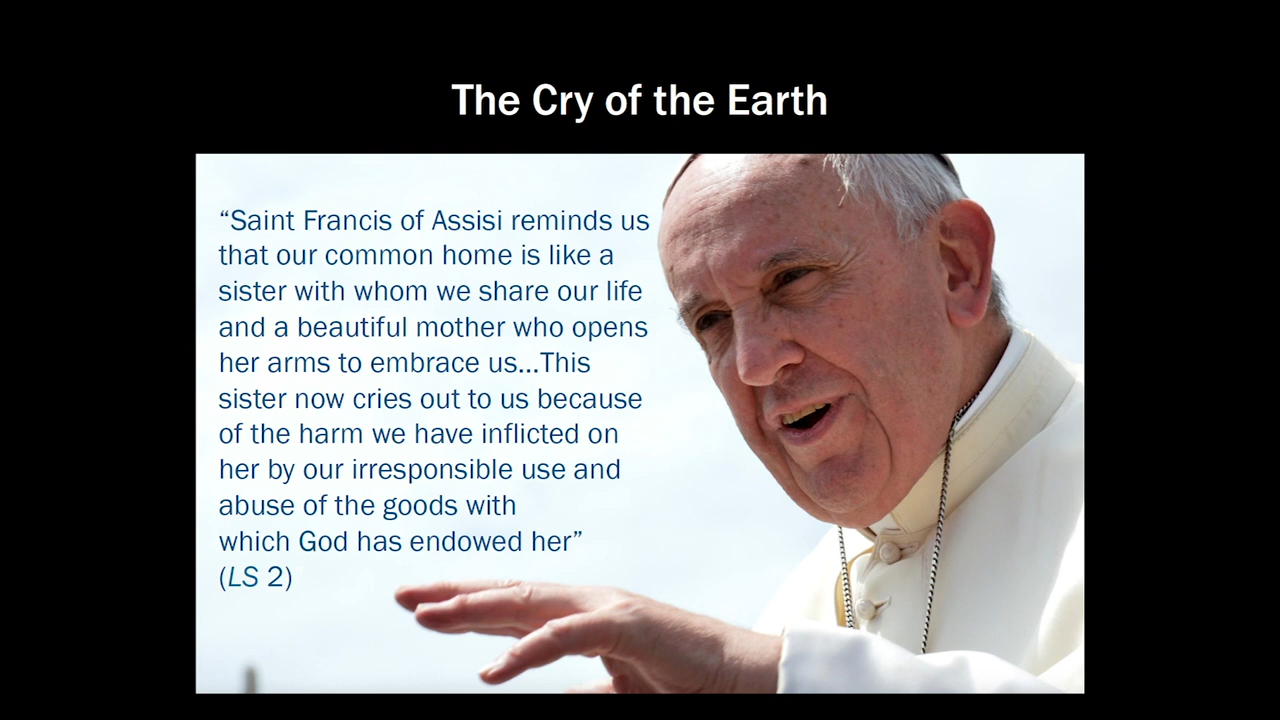 The Cry of the Earth
“Saint Francis of Assisi reminds us
that our common home is like a
sister with whom we share our life
and a beautiful mother who opens
her arms to embrace us...This
sister now cries out to us because
of the harm we have inflicted on
her by our irresponsible use and
abuse of the goods with
which God has endowed her”
(LS 2)